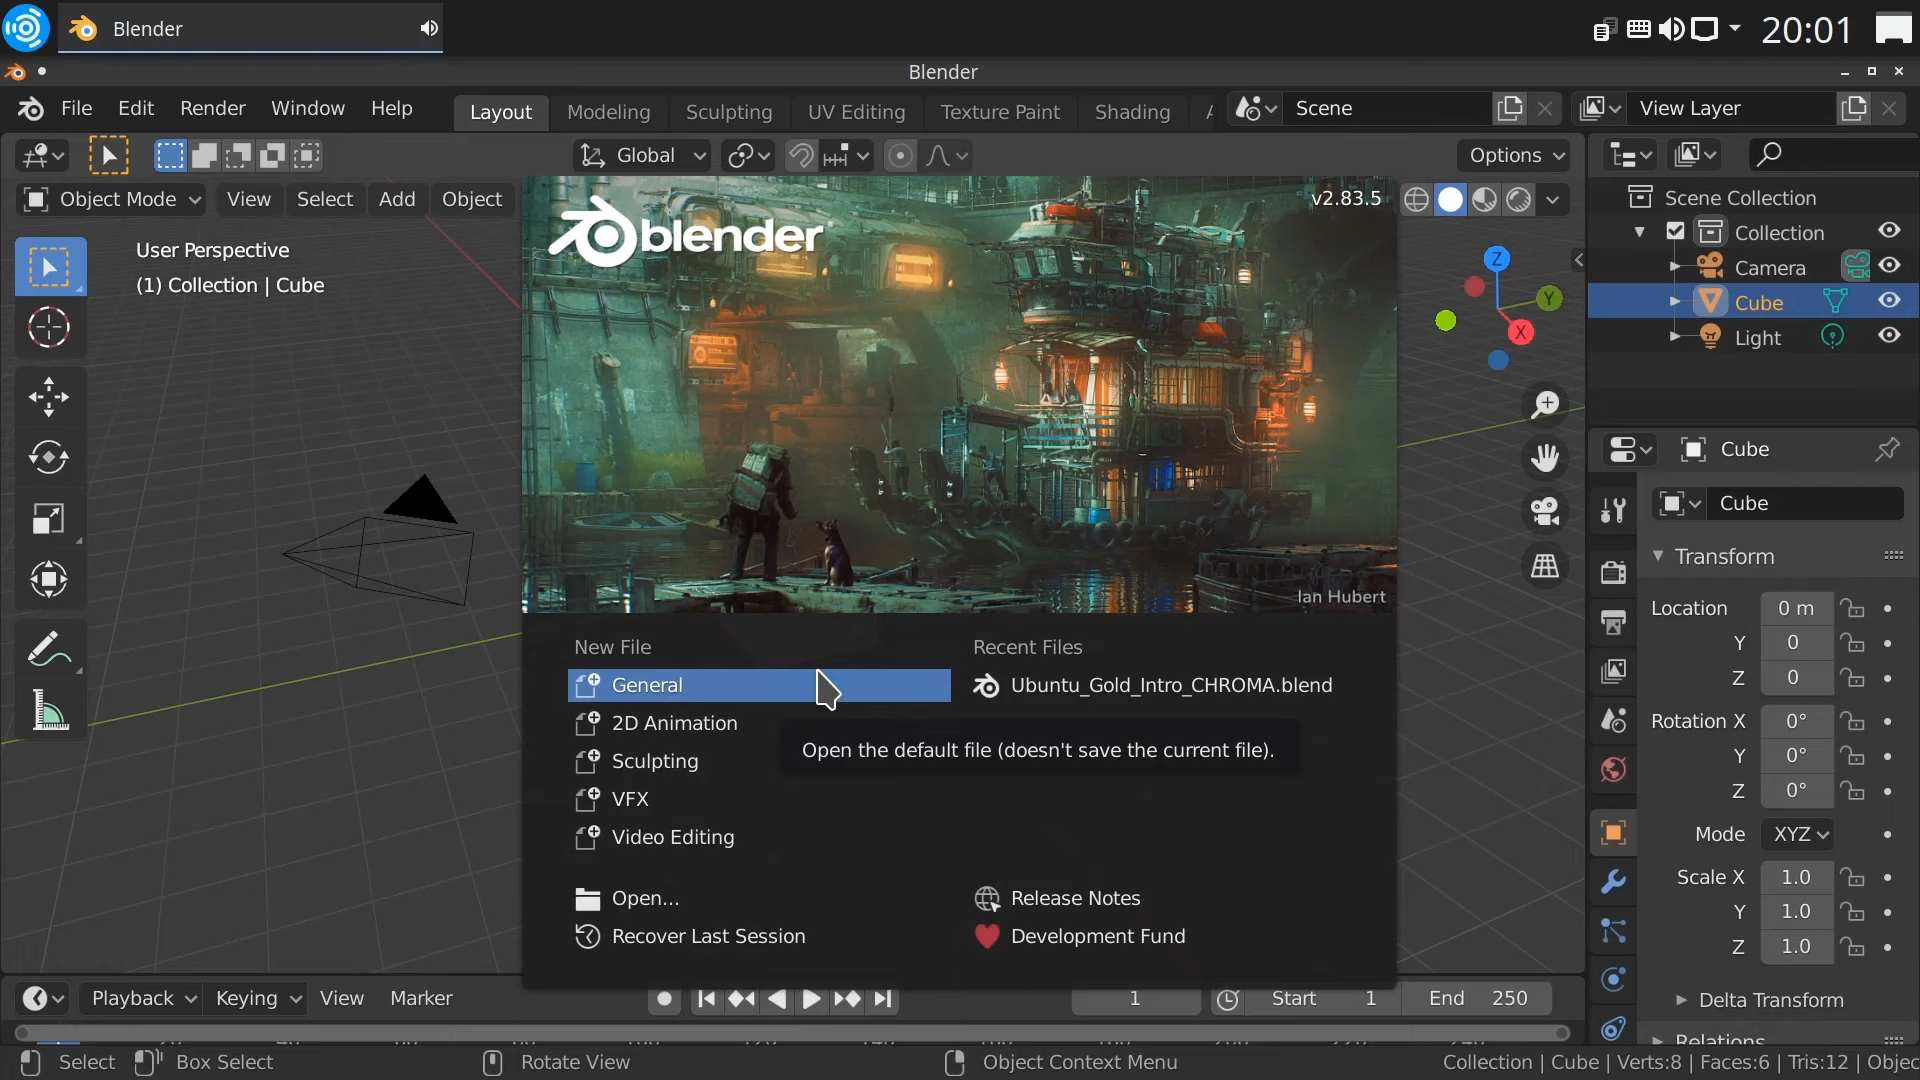 Blender
20:01
Blender
File Edit Render Window Help
Layout Modeling Sculpting UV Editing Texture Paint Shading
Scene
View Layer
Global
Options
Object Mode View Select Add Object
User Perspective
(1) Collection | Cube
blender
v2.83.5
Ian Hubert
Z
Y
X
New File
General
2D Animation
Sculpting
VFX
Video Editing
Open...
Recover Last Session
Recent Files
Ubuntu_Gold_Intro_CHROMA.blend
Open the default file (doesn't save the current file).
Release Notes
Development Fund
Scene Collection
Collection
Camera
Cube
Light
Cube
Cube
Transform
Location 0 m
Y 0
Z 0
Rotation X 0°
Y 0°
Z 0°
Mode XYZ
Scale X 1.0
Y 1.0
Z 1.0
Delta Transform
Relations
Playback Keying View Marker
1
Start 1
End 250
Select Box Select Rotate View Object Context Menu
Collection | Cube | Verts:8 | Faces:6 | Tris:12 | Objec